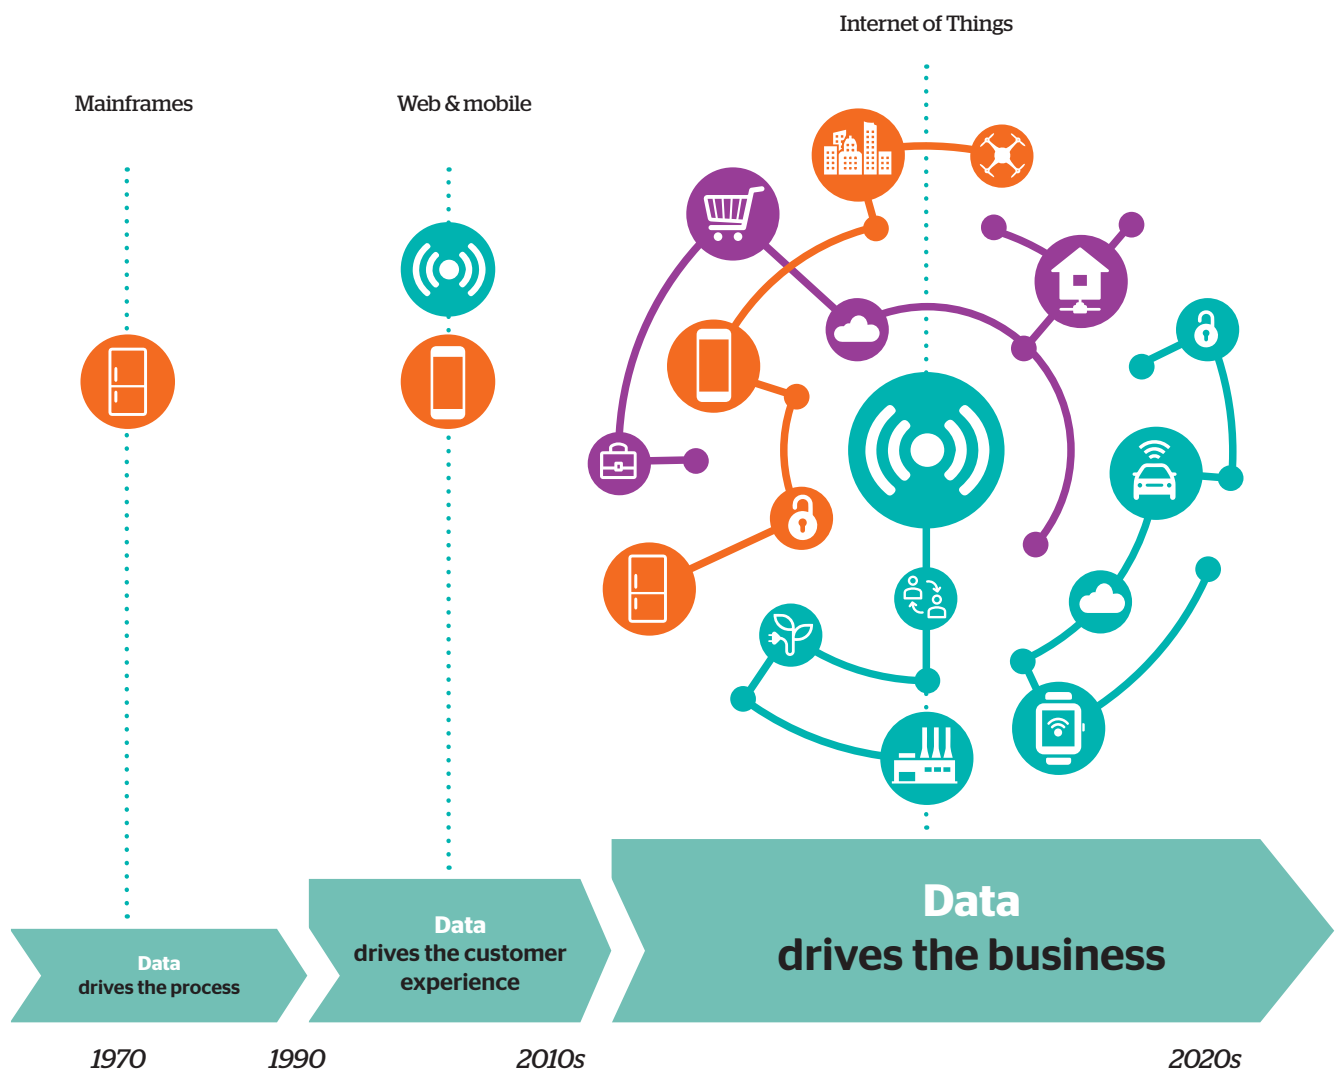 Internet of Things
Mainframes
Web & mobile
Data
drives the process
Data
drives the customer
experience
Data
drives the business
1970
1990
2010s
2020s